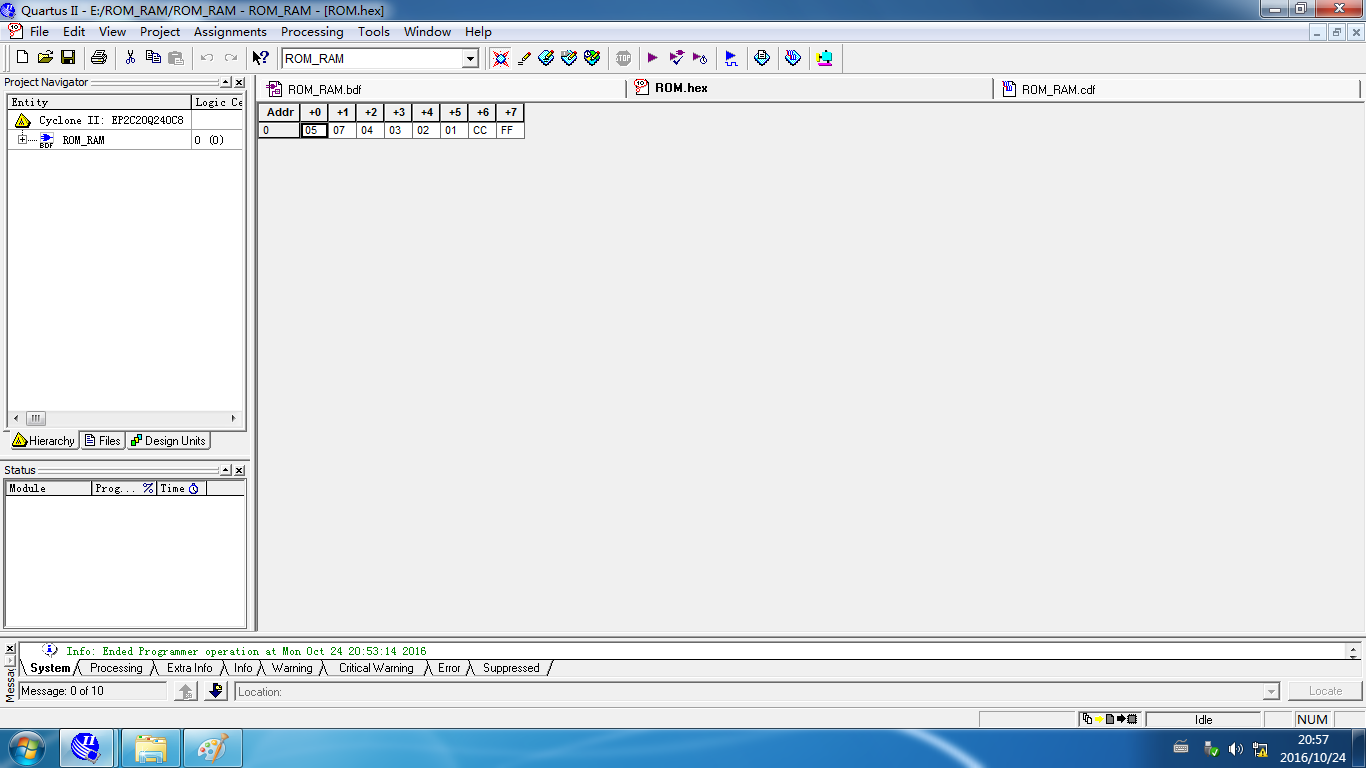 Quartus II - E:/ROM_RAM/ROM_RAM - ROM_RAM - [ROM.hex]
File Edit View Project Assignments Processing Tools Window Help
ROM_RAM
STOP
Project Navigator
Entity Logic Ce
Cyclone II: EP2C20Q240C8
BDF ROM_RAM 0 (0)
Hierarchy Files Design Units
ROM_RAM.bdf ROM.hex ROM_RAM.cdf
Addr +0 +1 +2 +3 +4 +5 +6 +7
0 05 07 04 03 02 01 CC FF
Status
Module Prog... % Time
Info: Ended Programmer operation at Mon Oct 24 20:53:14 2016
System Processing Extra Info Info Warning Critical Warning Error Suppressed
Messa
Message: 0 of 10 Location: Locate
Idle NUM
20:57
2016/10/24